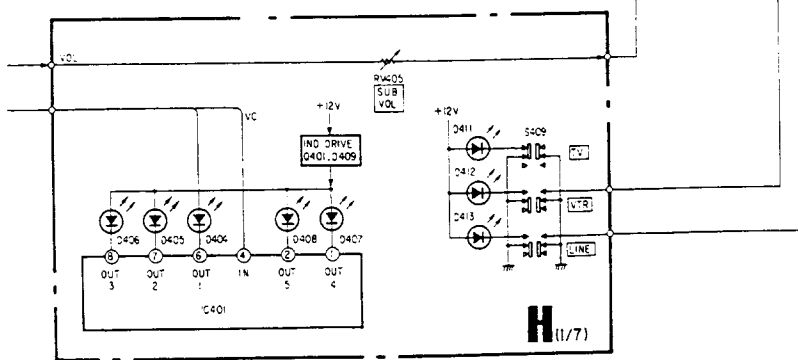 VOL
RV405
SUB
VOL
VC
+12V
IND DRIVE
Q401, Q409
+12V
D411
S409
TV
D412
VTR
D413
LINE
D406
D405
D404
D408
D407
8
7
6
4
2
1
OUT
3
OUT
2
OUT
1
IN
OUT
5
OUT
4
IC401
H(1/7)